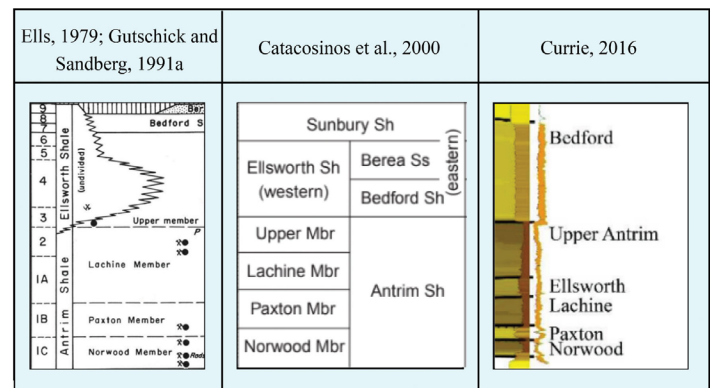 Ells, 1979; Gutschick and
Sandberg, 1991a
Catacosinos et al., 2000
Currie, 2016
9
8
7
6
5
4
3
2
1A
1B
1C
Ellsworth Shale
(undivided)
Antrim Shale
Ber
Bedford S
Upper member
P
Lachine Member
Paxton Member
Norwood Member
Sunbury Sh
Ellsworth Sh
(western)
Berea Ss
Bedford Sh
(eastern)
Upper Mbr
Lachine Mbr
Paxton Mbr
Norwood Mbr
Antrim Sh
Bedford
Upper Antrim
Ellsworth
Lachine
Paxton
Norwood